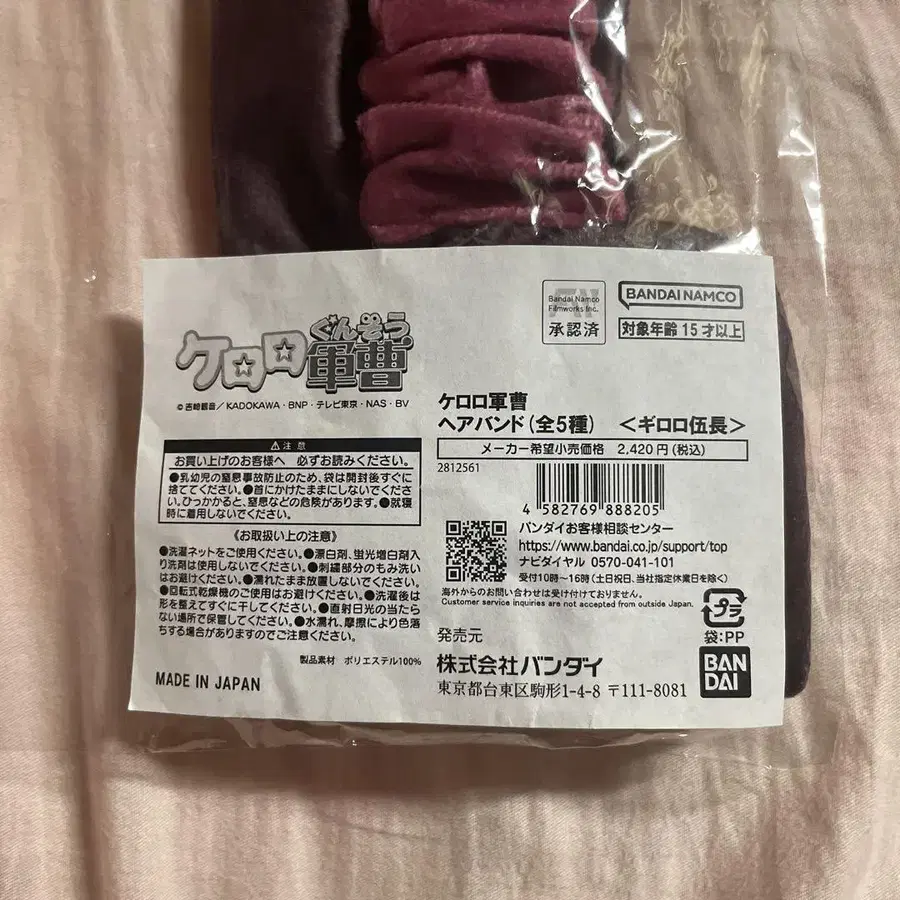 ぐんそう
ケロロ軍曹
©吉崎観音/KADOKAWA・BNP・テレビ東京・NAS・BV
Bandai Namco
Filmworks Inc.
承認済
BANDAI NAMCO
対象年齢 15才以上
ケロロ軍曹
ヘアバンド(全5種) <ギロロ伍長>
メーカー希望小売価格 2,420円(税込)
2812561
4 582769 888205
⚠注意
お買い上げのお客様へ 必ずお読みください。
●乳幼児の窒息事故防止のため、袋は開封後すぐに
捨ててください。●首にかけたままにしないでください。
ひっかかると、窒息などの危険があります。●就寝
時に着用しないでください。
《お取扱い上の注意》
●洗濯ネットをご使用ください。●漂白剤、蛍光増白剤入
り洗剤は使用しないでください。●刺繍部分のもみ洗い
はお避けください。●濡れたまま放置しないでください。
●回転式乾燥機のご使用はお避けください。●洗濯後は
形を整えてすぐに干してください。●直射日光の当たら
ない場所で保管してください。●水濡れ、摩擦により色落
ちする場合がありますのでご注意ください。
製品素材 ポリエステル100%
MADE IN JAPAN
バンダイお客様相談センター
https://www.bandai.co.jp/support/top
ナビダイヤル 0570-041-101
受付10時~16時(土日祝日、当社指定休業日を除く)
海外からのお問い合わせは受け付けておりません。
Customer service inquiries are not accepted from outside Japan.
プラ
袋:PP
発売元
株式会社バンダイ
東京都台東区駒形1-4-8 〒111-8081
BAN
DAI